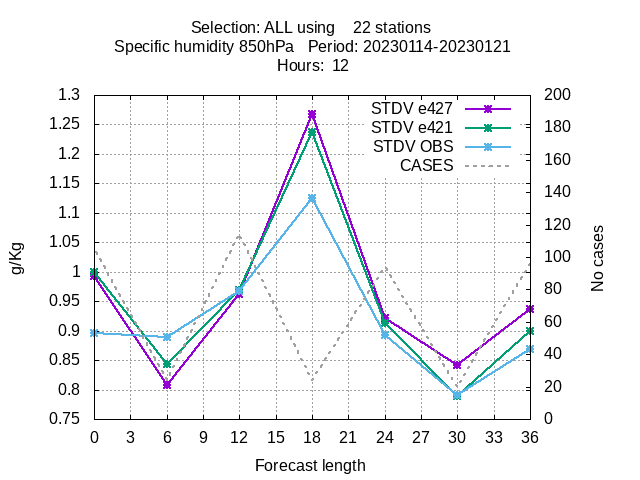 Selection: ALL using    22 stations
Specific humidity 850hPa   Period: 20230114-20230121
Hours:  12
STDV e427
STDV e421
STDV OBS
CASES
1.3
1.25
1.2
1.15
1.1
1.05
1
0.95
0.9
0.85
0.8
0.75
g/Kg
200
180
160
140
120
100
80
60
40
20
0
No cases
0 3 6 9 12 15 18 21 24 27 30 33 36
Forecast length